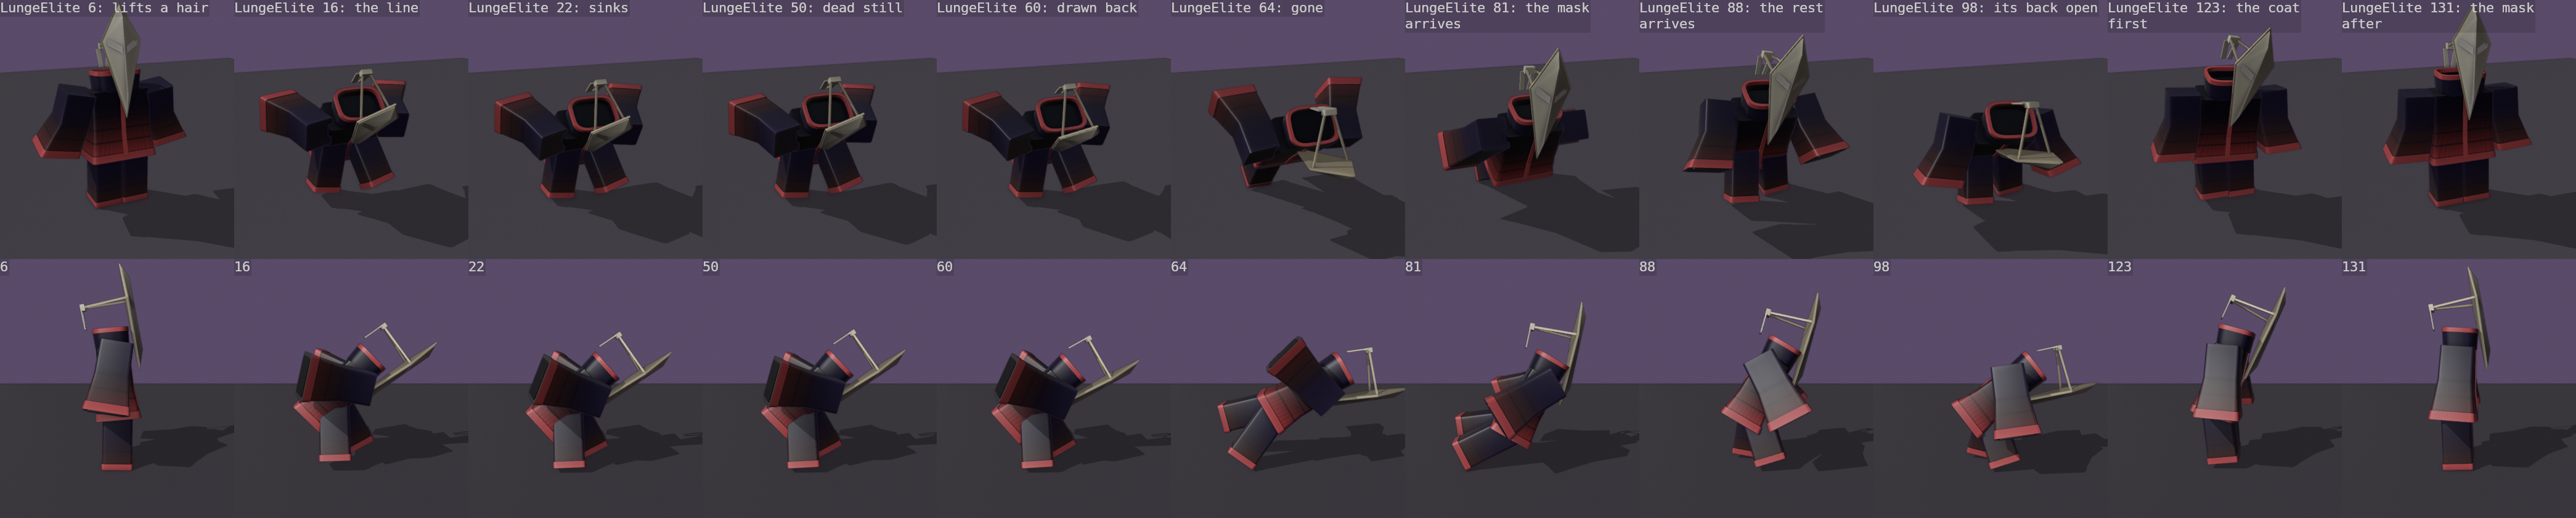 LungeElite 6: lifts a hair
LungeElite 16: the line
LungeElite 22: sinks
LungeElite 50: dead still
LungeElite 60: drawn back
LungeElite 64: gone
LungeElite 81: the mask
arrives
LungeElite 88: the rest
arrives
LungeElite 98: its back open
LungeElite 123: the coat
first
LungeElite 131: the mask
after
6
16
22
50
60
64
81
88
98
123
131